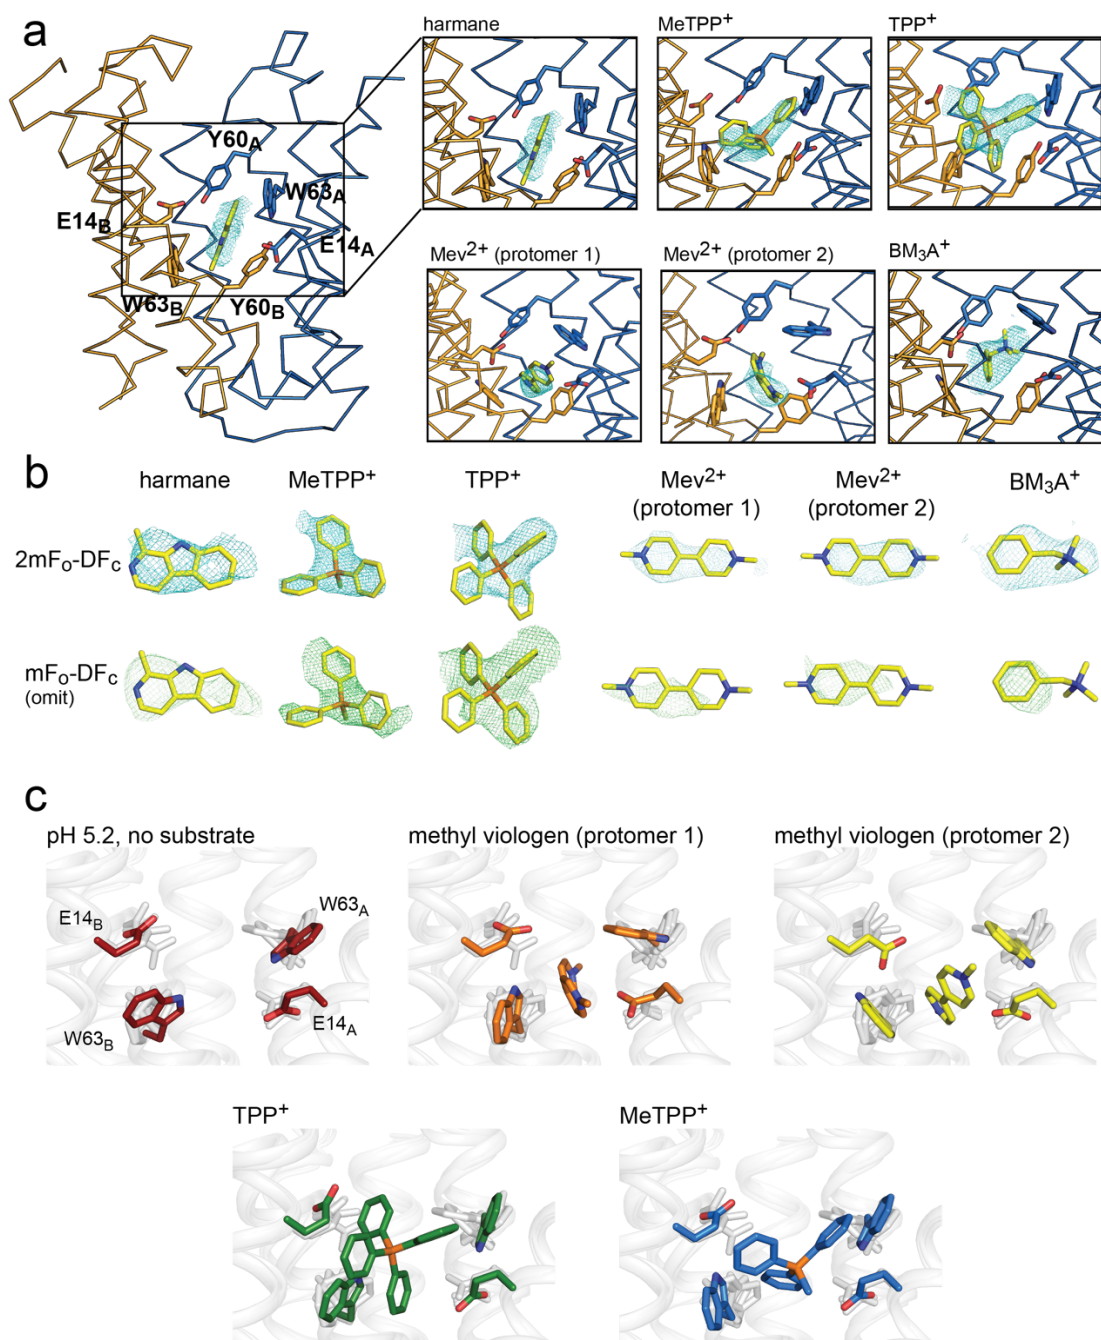 a
harmane
MeTPP⁺
TPP⁺
Y60A
W63A
E14B
E14A
W63B
Y60B
Mev²⁺ (protomer 1)
Mev²⁺ (protomer 2)
BM₃A⁺
b
harmane
MeTPP⁺
TPP⁺
Mev²⁺
(protomer 1)
Mev²⁺
(protomer 2)
BM₃A⁺
2mFo-DFc
mFo-DFc
(omit)
c
pH 5.2, no substrate
methyl viologen (protomer 1)
methyl viologen (protomer 2)
E14B
W63A
W63B
E14A
TPP⁺
MeTPP⁺